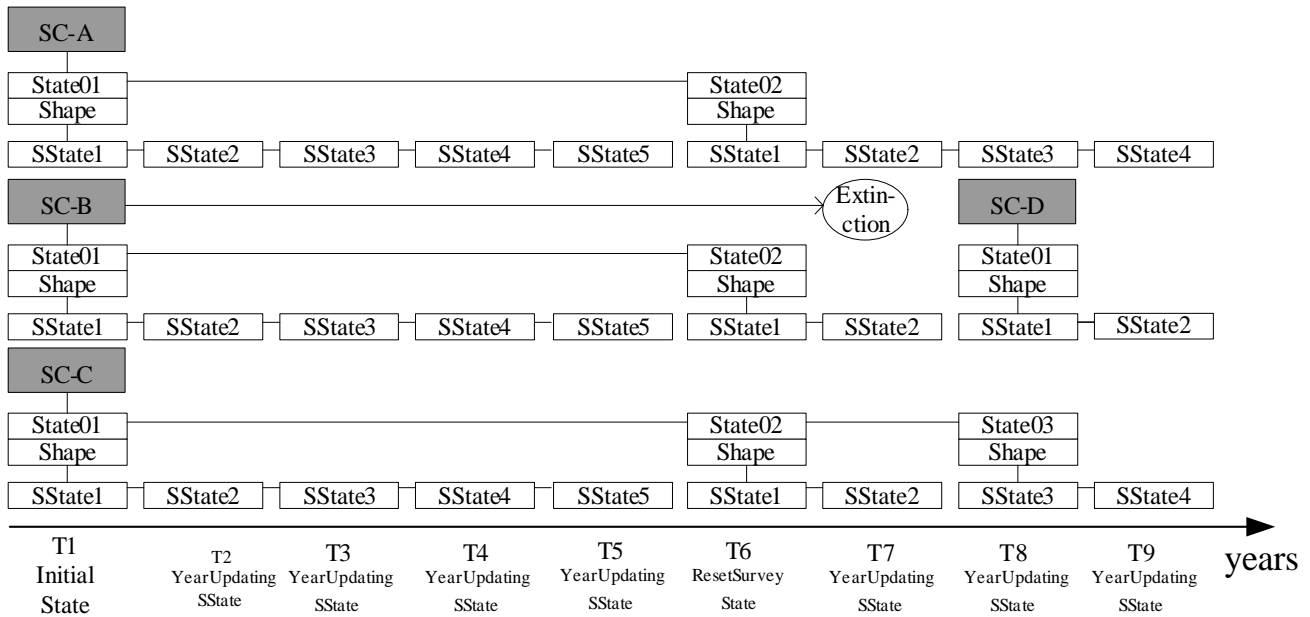 SC-A
State01
State02
Shape
Shape
SState1
SState2
SState3
SState4
SState5
SState1
SState2
SState3
SState4
SC-B
Extin-
ction
SC-D
State01
State02
State01
Shape
Shape
Shape
SState1
SState2
SState3
SState4
SState5
SState1
SState2
SState1
SState2
SC-C
State01
State02
State03
Shape
Shape
Shape
SState1
SState2
SState3
SState4
SState5
SState1
SState2
SState3
SState4
T1
Initial
State
T2
YearUpdating
SState
T3
YearUpdating
SState
T4
YearUpdating
SState
T5
YearUpdating
SState
T6
ResetSurvey
State
T7
YearUpdating
SState
T8
YearUpdating
SState
T9
YearUpdating
SState
years